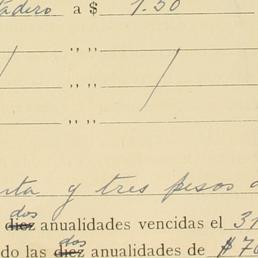 adero a $ 1.50
" "
" "
" "
nta y tres pesos
dos
diez anualidades vencidas el 31
dos
do las diez anualidades de $ 70